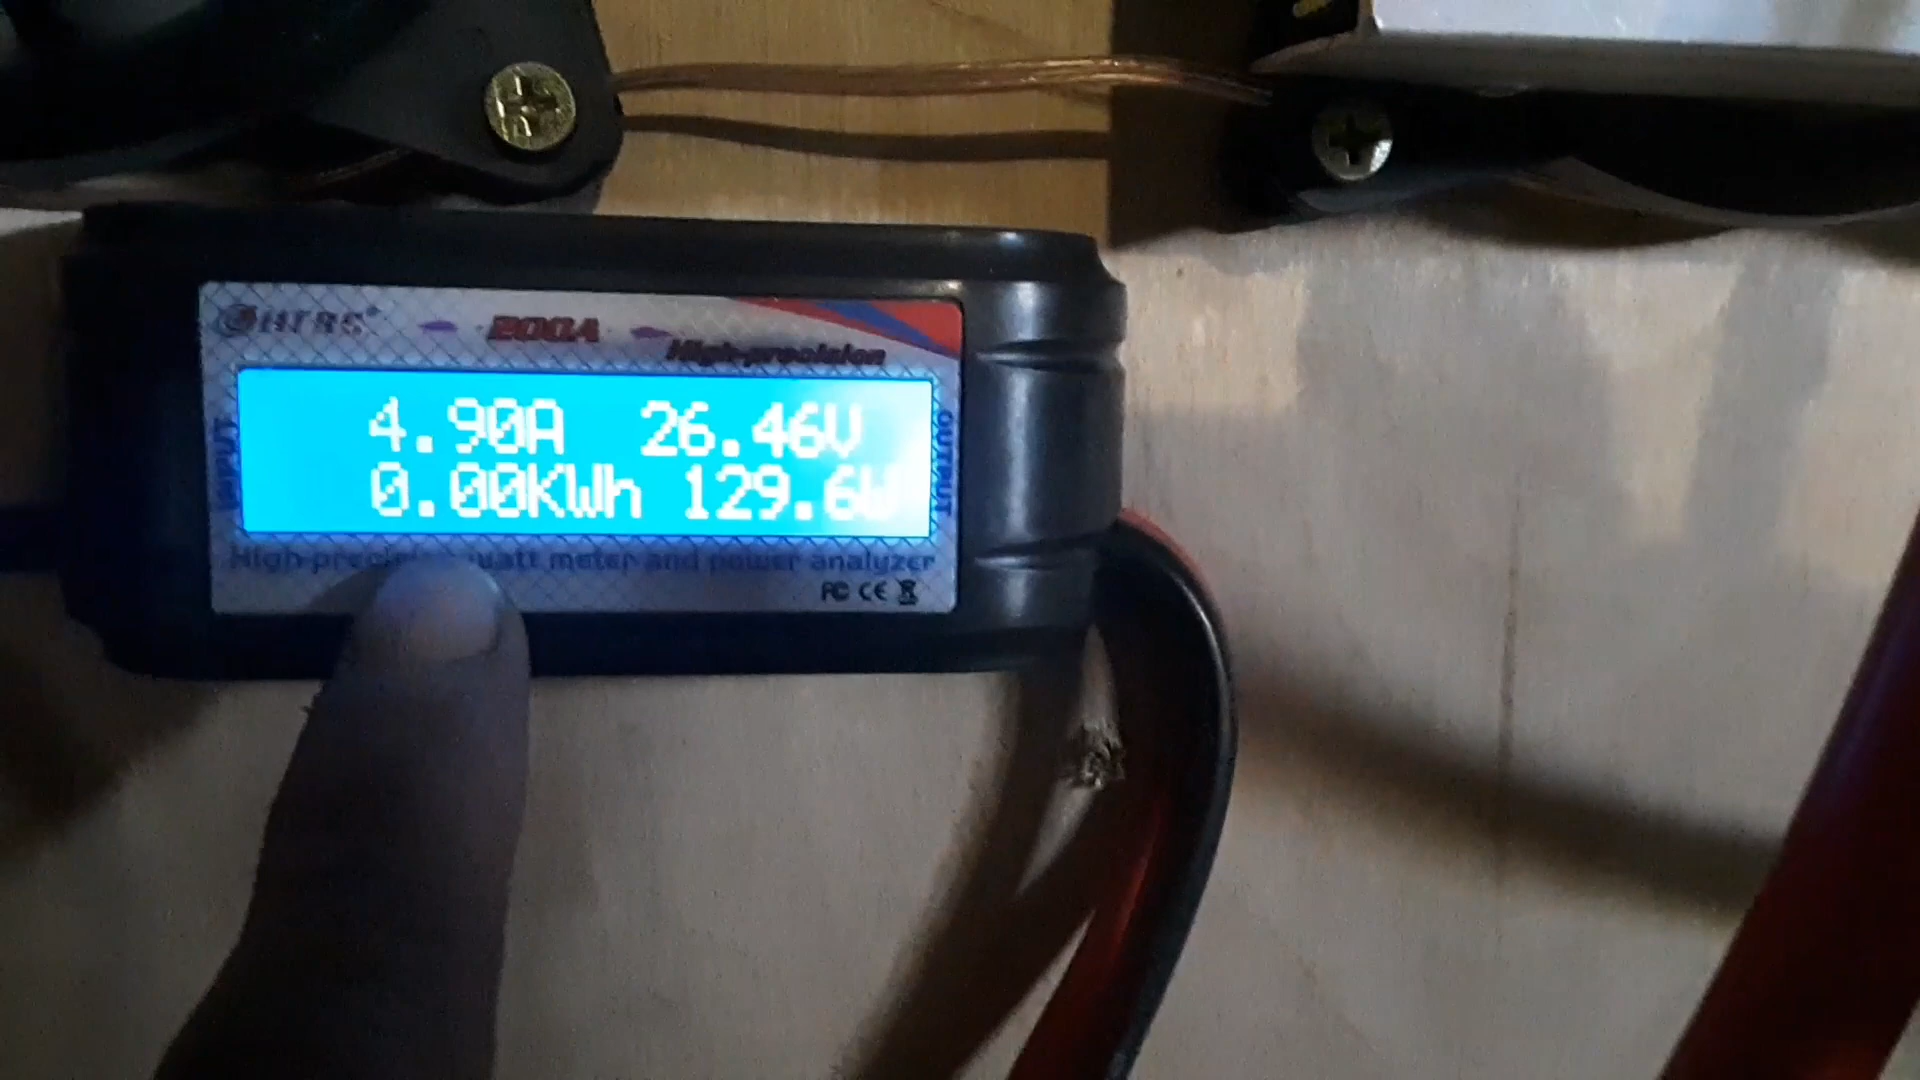 200A
High-precision
INPUT
4.90A 26.46V
0.00KWh 129.6W
OUTPUT
watt meter and power analyzer
FC CE